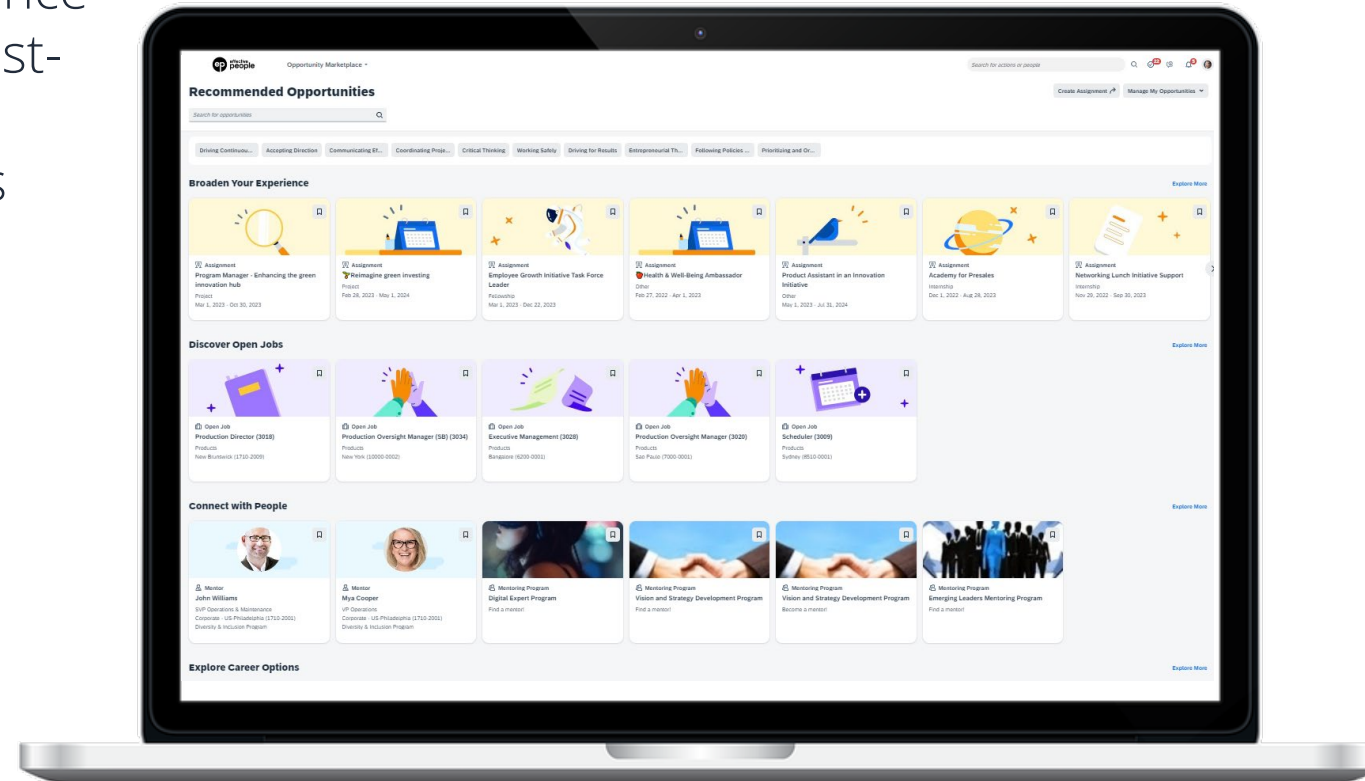 st-
s
effective people
Opportunity Marketplace
Search for actions or people
Recommended Opportunities
Create Assignment
Manage My Opportunities
Search for opportunities
Driving Continuou... Accepting Direction Communicating Ef... Coordinating Proje... Critical Thinking Working Safely Driving for Results Entrepreneurial Th... Following Policies ... Prioritizing and Or...
Broaden Your Experience
Explore More
Assignment
Program Manager - Enhancing the green
innovation hub
Project
Mar 1, 2023 - Oct 30, 2023
Assignment
Reimagine green investing
Project
Feb 28, 2023 - May 1, 2024
Assignment
Employee Growth Initiative Task Force
Leader
Fellowship
Mar 1, 2023 - Dec 22, 2023
Assignment
Health & Well-Being Ambassador
Other
Feb 27, 2022 - Apr 1, 2023
Assignment
Product Assistant in an Innovation
Initiative
Other
May 1, 2023 - Jul 31, 2024
Assignment
Academy for Presales
Internship
Dec 1, 2022 - Aug 28, 2023
Assignment
Networking Lunch Initiative Support
Internship
Nov 29, 2022 - Sep 30, 2023
Discover Open Jobs
Explore More
Open Job
Production Director (3018)
Products
New Brunswick (1710-2009)
Open Job
Production Oversight Manager (SB) (3034)
Products
New York (10000-0002)
Open Job
Executive Management (3028)
Products
Bangalore (6200-0001)
Open Job
Production Oversight Manager (3020)
Products
Sao Paulo (7000-0001)
Open Job
Scheduler (3009)
Products
Sydney (8510-0001)
Connect with People
Explore More
Mentor
John Williams
SVP Operations & Maintenance
Corporate - US-Philadelphia (1710-2001)
Diversity & Inclusion Program
Mentor
Mya Cooper
VP Operations
Corporate - US-Philadelphia (1710-2001)
Diversity & Inclusion Program
Mentoring Program
Digital Expert Program
Find a mentor!
Mentoring Program
Vision and Strategy Development Program
Find a mentor!
Mentoring Program
Vision and Strategy Development Program
Become a mentor!
Mentoring Program
Emerging Leaders Mentoring Program
Find a mentor!
Explore Career Options
Explore More